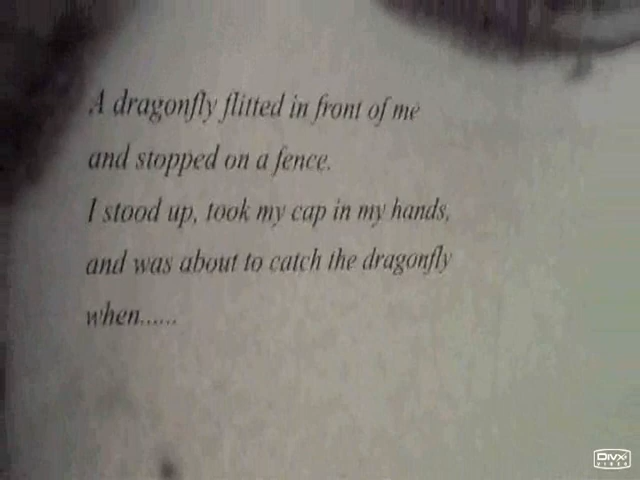 A dragonfly flitted in front of me
and stopped on a fence.
I stood up, took my cap in my hands,
and was about to catch the dragonfly
when......
DIVX
VIDEO